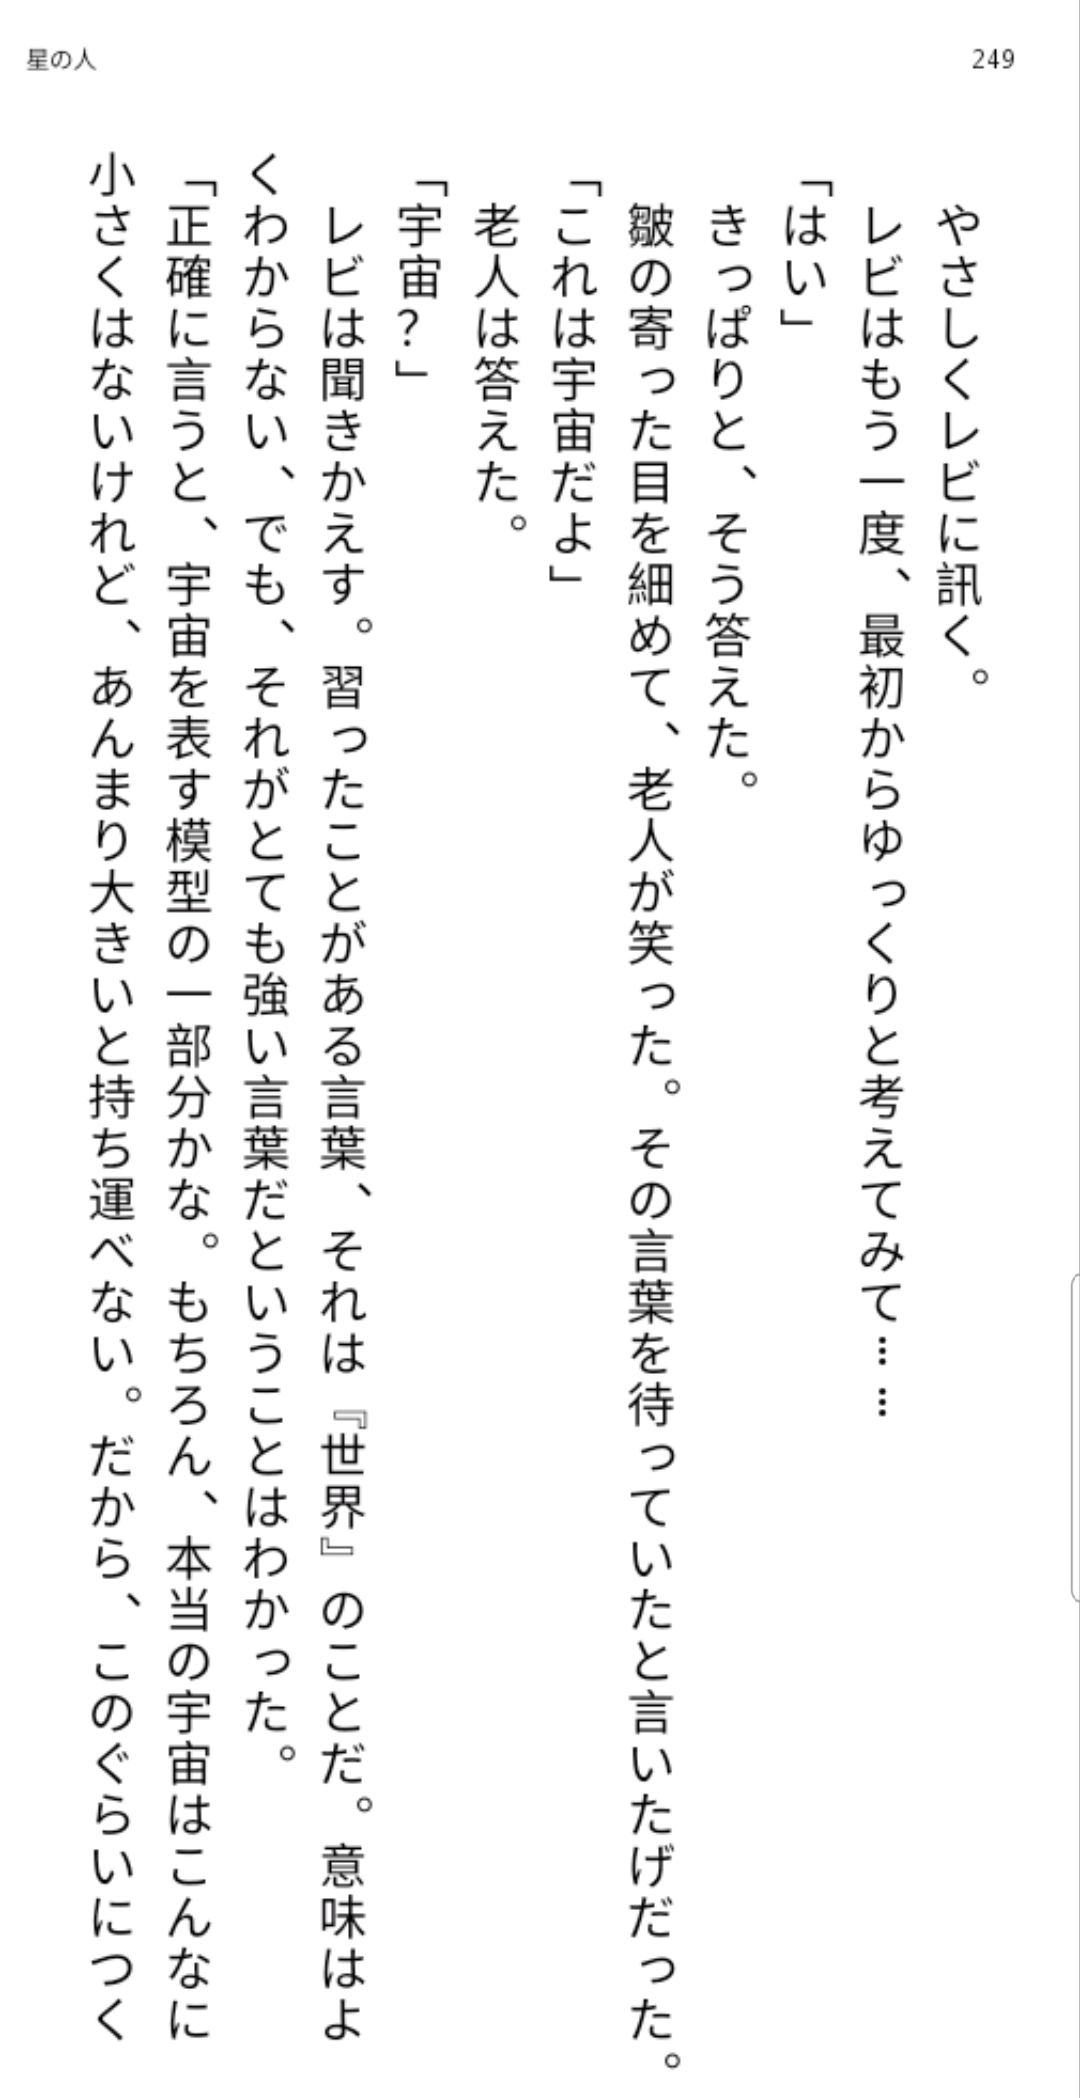 星の人
249
やさしくレビに訊く。
レビはもう一度、最初からゆっくりと考えてみて……
「はい」
きっぱりと、そう答えた。
皺の寄った目を細めて、老人が笑った。その言葉を待っていたと言いたげだった。
「これは宇宙だよ」
老人は答えた。
「宇宙？」
レビは聞きかえす。習ったことがある言葉、それは『世界』のことだ。意味はよ
くわからない、でも、それがとても強い言葉だということはわかった。
「正確に言うと、宇宙を表す模型の一部分かな。もちろん、本当の宇宙はこんなに
小さくはないけれど、あんまり大きいと持ち運べない。だから、このぐらいにつく